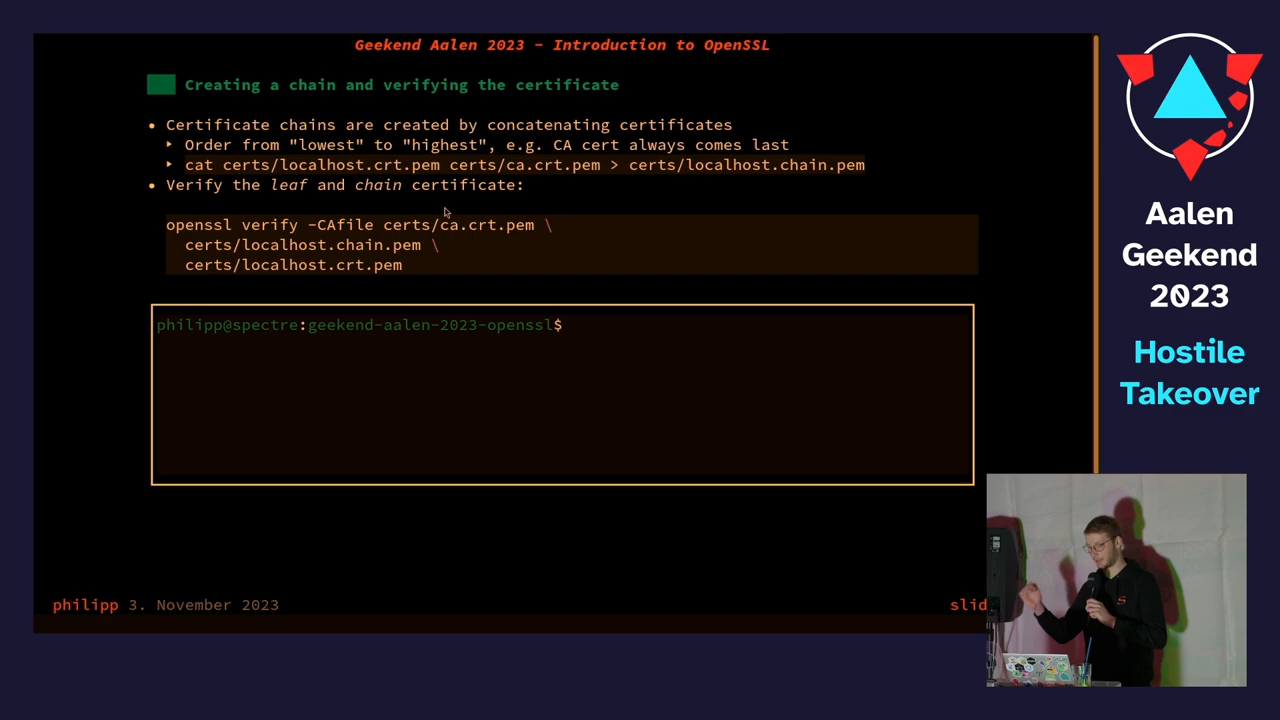 Geekend Aalen 2023 - Introduction to OpenSSL
Creating a chain and verifying the certificate
• Certificate chains are created by concatenating certificates
‣ Order from "lowest" to "highest", e.g. CA cert always comes last
‣ cat certs/localhost.crt.pem certs/ca.crt.pem > certs/localhost.chain.pem
• Verify the leaf and chain certificate:
openssl verify -CAfile certs/ca.crt.pem \
certs/localhost.chain.pem \
certs/localhost.crt.pem
philipp@spectre:geekend-aalen-2023-openssl$
philipp 3. November 2023
slid
Aalen
Geekend
2023
Hostile
Takeover